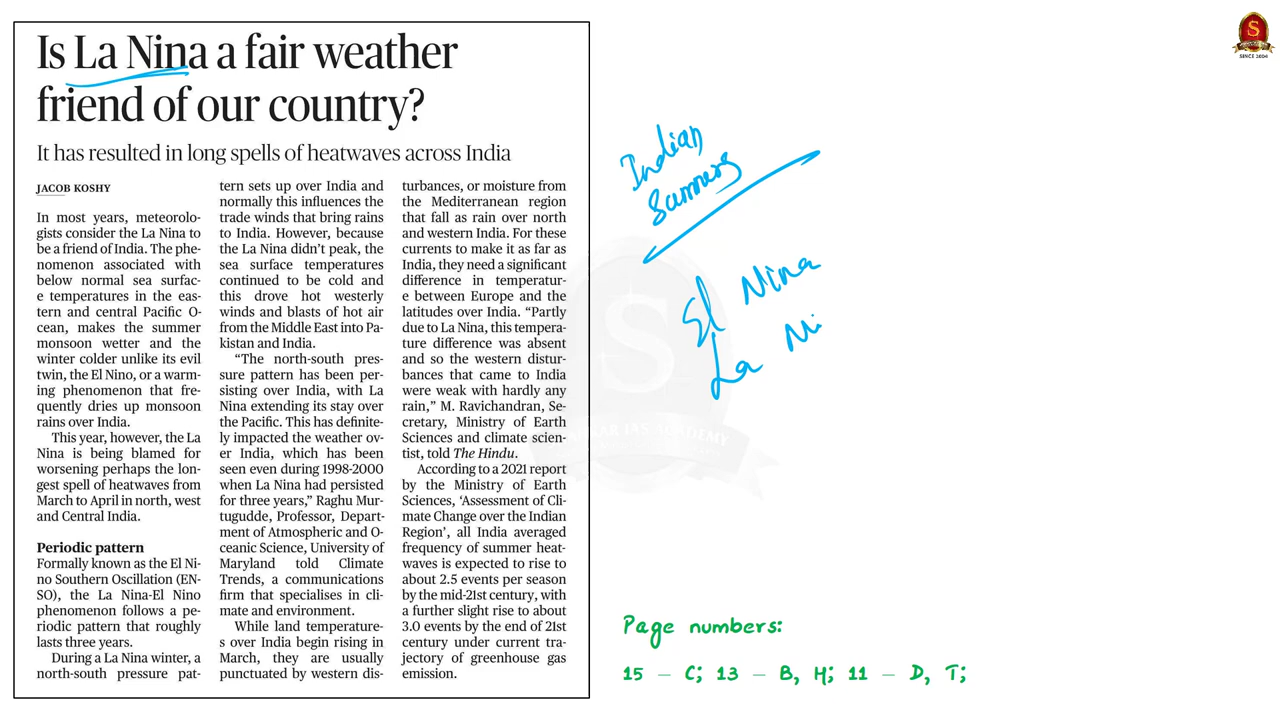 Is La Nina a fair weather
friend of our country?
It has resulted in long spells of heatwaves across India
JACOB KOSHY
In most years, meteorolo-
gists consider the La Nina to
be a friend of India. The phe-
nomenon associated with
below normal sea surfac-
e temperatures in the eas-
tern and central Pacific O-
cean, makes the summer
monsoon wetter and the
winter colder unlike its evil
twin, the El Nino, or a warm-
ing phenomenon that fre-
quently dries up monsoon
rains over India.
This year, however, the La
Nina is being blamed for
worsening perhaps the lon-
gest spell of heatwaves from
March to April in north, west
and Central India.
Periodic pattern
Formally known as the El Ni-
no Southern Oscillation (EN-
SO), the La Nina-El Nino
phenomenon follows a pe-
riodic pattern that roughly
lasts three years.
During a La Nina winter, a
north-south pressure pat-
tern sets up over India and
normally this influences the
trade winds that bring rains
to India. However, because
the La Nina didn't peak, the
sea surface temperatures
continued to be cold and
this drove hot westerly
winds and blasts of hot air
from the Middle East into Pa-
kistan and India.
“The north-south pres-
sure pattern has been per-
sisting over India, with La
Nina extending its stay over
the Pacific. This has definite-
ly impacted the weather ov-
er India, which has been
seen even during 1998-2000
when La Nina had persisted
for three years,” Raghu Mur-
tugudde, Professor, Depart-
ment of Atmospheric and O-
ceanic Science, University of
Maryland told Climate
Trends, a communications
firm that specialises in cli-
mate and environment.
While land temperature-
s over India begin rising in
March, they are usually
punctuated by western dis-
turbances, or moisture from
the Mediterranean region
that fall as rain over north
and western India. For these
currents to make it as far as
India, they need a significant
difference in temperatur-
e between Europe and the
latitudes over India. “Partly
due to La Nina, this tempera-
ture difference was absent
and so the western distur-
bances that came to India
were weak with hardly any
rain,” M. Ravichandran, Se-
cretary, Ministry of Earth
Sciences and climate scien-
tist, told The Hindu.
According to a 2021 report
by the Ministry of Earth
Sciences, ‘Assessment of Cli-
mate Change over the Indian
Region’, all India averaged
frequency of summer heat-
waves is expected to rise to
about 2.5 events per season
by the mid-21st century, with
a further slight rise to about
3.0 events by the end of 21st
century under current tra-
jectory of greenhouse gas
emission.
Indian
Summers
El Nina
La Ni
Page numbers:
15 – C; 13 – B, H; 11 – D, T;
S
SINCE 2004